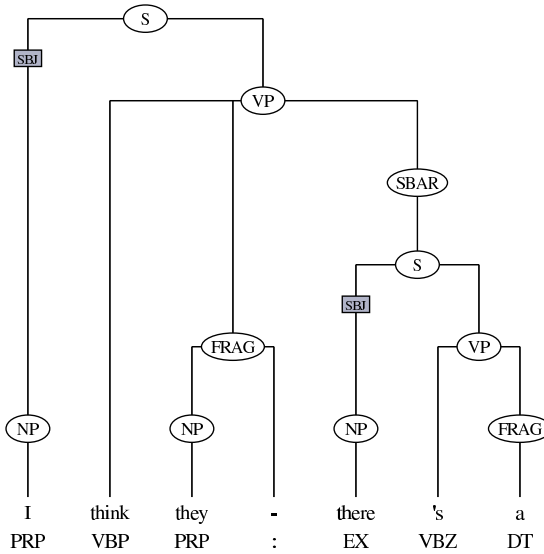 S
SBJ
VP
SBAR
S
SBJ
FRAG VP
NP NP NP FRAG
I think they - there 's a
PRP VBP PRP : EX VBZ DT